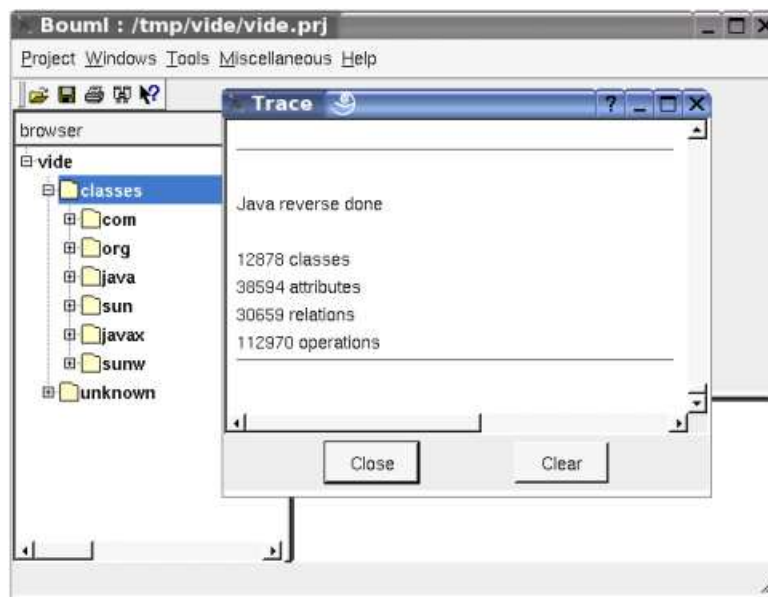 Bouml : /tmp/vide/vide.prj
Project Windows Tools Miscellaneous Help
browser
vide
classes
com
org
java
sun
javax
sunw
unknown
Trace
Java reverse done
12878 classes
38594 attributes
30659 relations
112970 operations
Close Clear